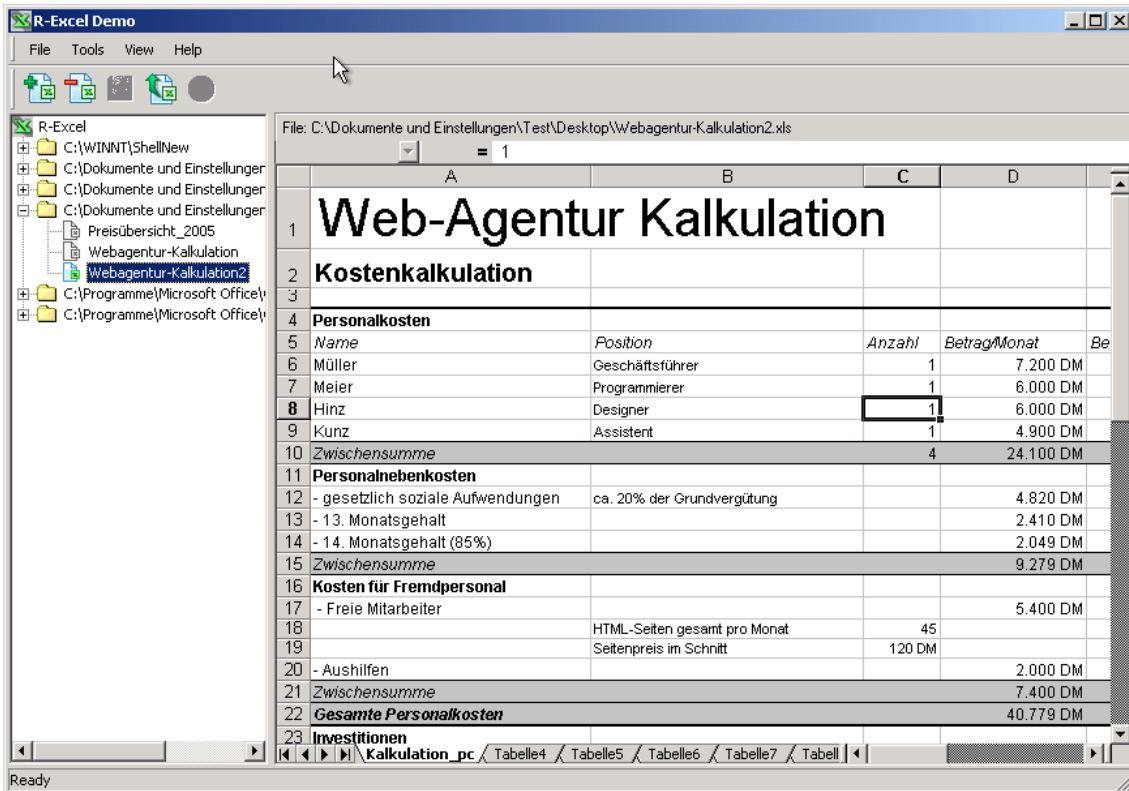 R-Excel Demo
File Tools View Help
R-Excel
C:\WINNT\ShellNew
C:\Dokumente und Einstellunger
C:\Dokumente und Einstellunger
C:\Dokumente und Einstellunger
Preisübersicht_2005
Webagentur-Kalkulation
Webagentur-Kalkulation2
C:\Programme\Microsoft Office\
C:\Programme\Microsoft Office\
File: C:\Dokumente und Einstellungen\Test\Desktop\Webagentur-Kalkulation2.xls
= 1
A B C D
1 Web-Agentur Kalkulation
2 Kostenkalkulation
3
4 Personalkosten
5 Name Position Anzahl Betrag/Monat Be
6 Müller Geschäftsführer 1 7.200 DM
7 Meier Programmierer 1 6.000 DM
8 Hinz Designer 1 6.000 DM
9 Kunz Assistent 1 4.900 DM
10 Zwischensumme 4 24.100 DM
11 Personalnebenkosten
12 - gesetzlich soziale Aufwendungen ca. 20% der Grundvergütung 4.820 DM
13 - 13. Monatsgehalt 2.410 DM
14 - 14. Monatsgehalt (85%) 2.049 DM
15 Zwischensumme 9.279 DM
16 Kosten für Fremdpersonal
17 - Freie Mitarbeiter 5.400 DM
18 HTML-Seiten gesamt pro Monat 45
19 Seitenpreis im Schnitt 120 DM
20 - Aushilfen 2.000 DM
21 Zwischensumme 7.400 DM
22 Gesamte Personalkosten 40.779 DM
23 Investitionen
Kalkulation_pc Tabelle4 Tabelle5 Tabelle6 Tabelle7 Tabell
Ready